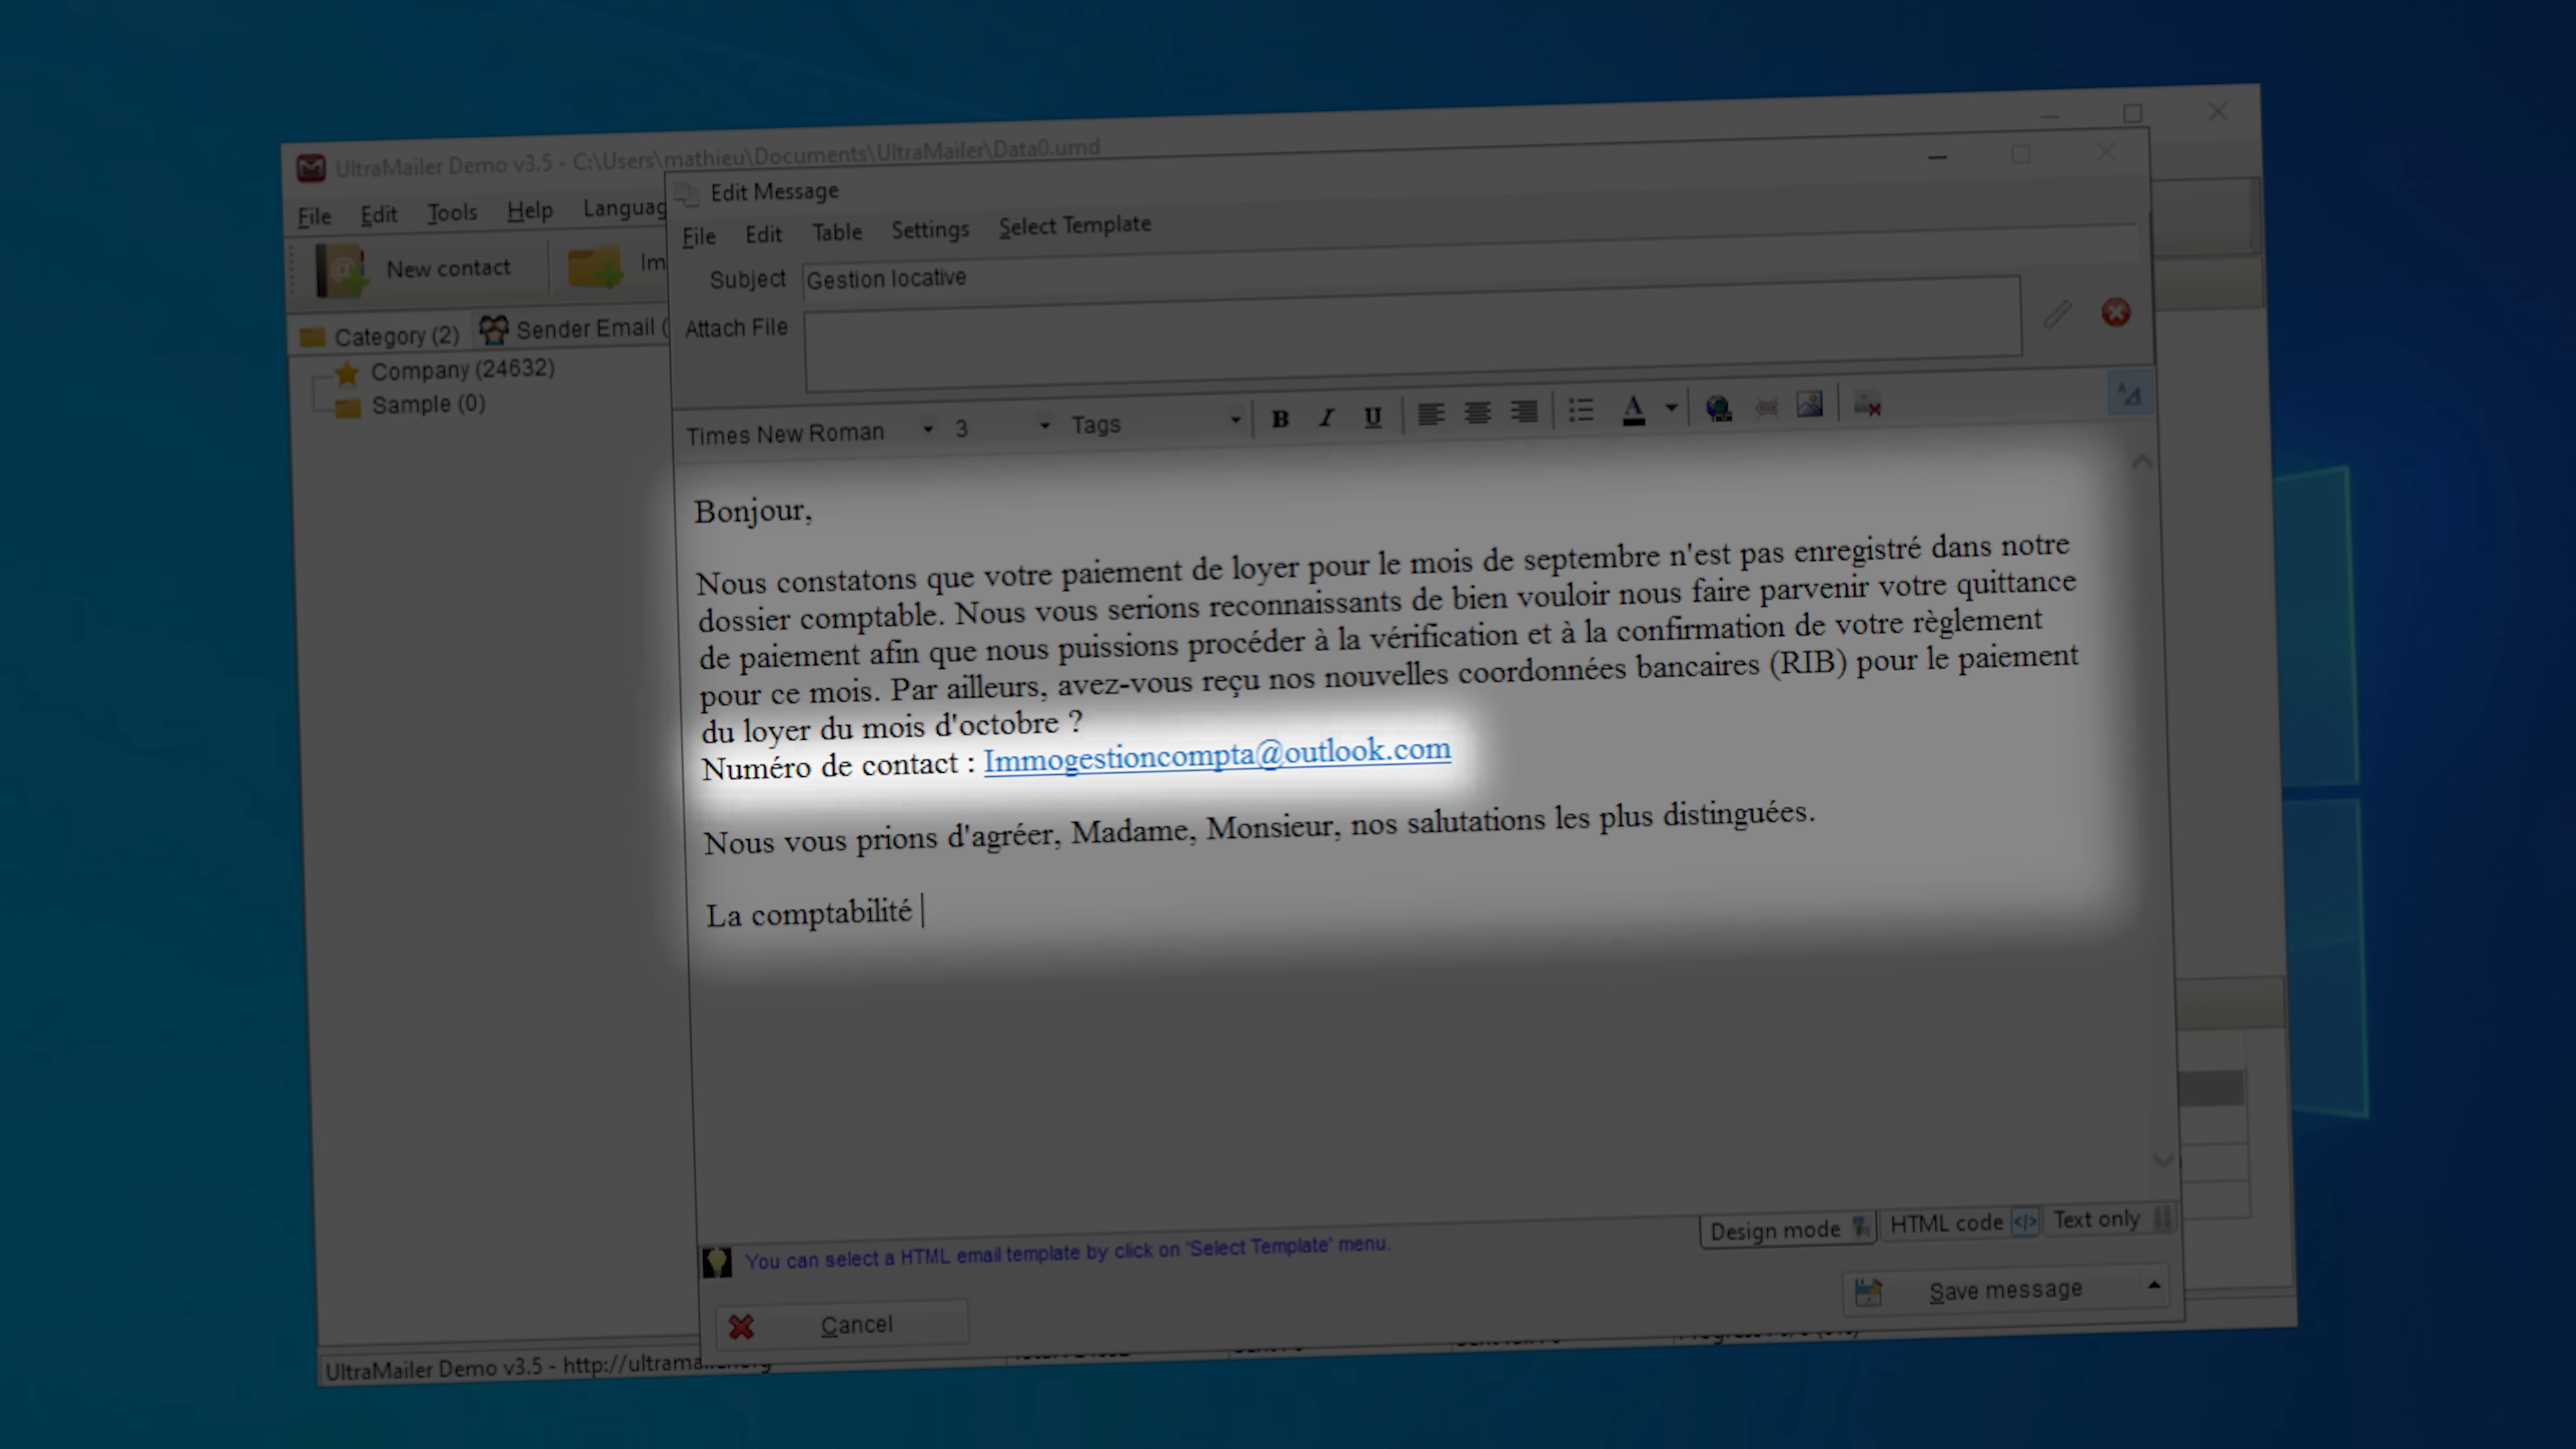 UltraMailer Demo v3.5 - C:\Users\mathieu\Documents\UltraMailer\Data0.umd
File Edit Tools Help Languag
New contact
Im
Category (2) Sender Email (
Company (24632)
Sample (0)
Edit Message
File Edit Table Settings Select Template
Subject Gestion locative
Attach File
Times New Roman 3 Tags B I U A
Bonjour,
Nous constatons que votre paiement de loyer pour le mois de septembre n'est pas enregistré dans notre
dossier comptable. Nous vous serions reconnaissants de bien vouloir nous faire parvenir votre quittance
de paiement afin que nous puissions procéder à la vérification et à la confirmation de votre règlement
pour ce mois. Par ailleurs, avez-vous reçu nos nouvelles coordonnées bancaires (RIB) pour le paiement
du loyer du mois d'octobre ?
Numéro de contact : Immogestioncompta@outlook.com
Nous vous prions d'agréer, Madame, Monsieur, nos salutations les plus distinguées.
La comptabilité
Design mode HTML code </> Text only
You can select a HTML email template by click on 'Select Template' menu.
Cancel
Save message
UltraMailer Demo v3.5 -